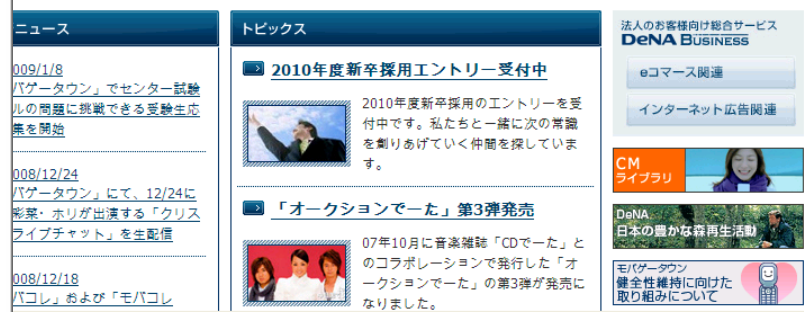 ニュース
009/1/8
バゲータウン」でセンター試験
ルの問題に挑戦できる受験生応
集を開始
008/12/24
バゲータウン」にて、12/24に
彩菜・ホリが出演する「クリス
ライブチャット」を生配信
008/12/18
バコレ」および「モバコレ
トピックス
2010年度新卒採用エントリー受付中
2010年度新卒採用のエントリーを受
付中です。私たちと一緒に次の常識
を創りあげていく仲間を探していま
す。
「オークションでーた」第3弾発売
07年10月に音楽雑誌「CDでーた」と
のコラボレーションで発行した「オ
ークションでーた」の第3弾が発売に
なりました。
法人のお客様向け総合サービス
DeNA BUSINESS
eコマース関連
インターネット広告関連
CM
ライブラリ
DeNA
日本の豊かな森再生活動
モバゲータウン
健全性維持に向けた
取り組みについて